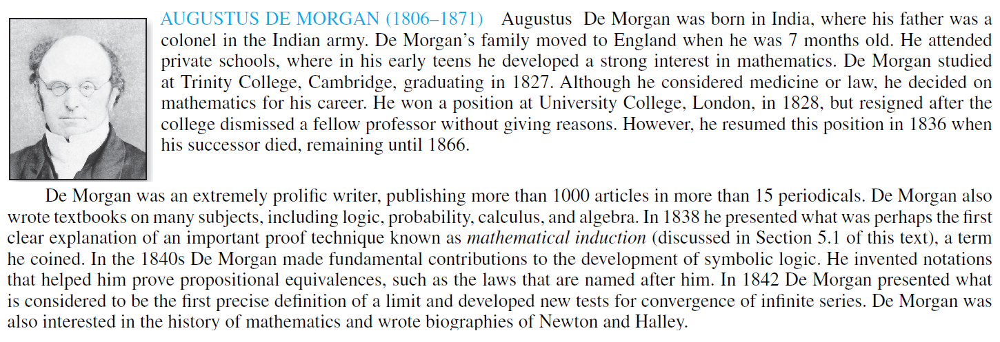 AUGUSTUS DE MORGAN (1806–1871) Augustus De Morgan was born in India, where his father was a
colonel in the Indian army. De Morgan’s family moved to England when he was 7 months old. He attended
private schools, where in his early teens he developed a strong interest in mathematics. De Morgan studied
at Trinity College, Cambridge, graduating in 1827. Although he considered medicine or law, he decided on
mathematics for his career. He won a position at University College, London, in 1828, but resigned after the
college dismissed a fellow professor without giving reasons. However, he resumed this position in 1836 when
his successor died, remaining until 1866.
De Morgan was an extremely prolific writer, publishing more than 1000 articles in more than 15 periodicals. De Morgan also
wrote textbooks on many subjects, including logic, probability, calculus, and algebra. In 1838 he presented what was perhaps the first
clear explanation of an important proof technique known as mathematical induction (discussed in Section 5.1 of this text), a term
he coined. In the 1840s De Morgan made fundamental contributions to the development of symbolic logic. He invented notations
that helped him prove propositional equivalences, such as the laws that are named after him. In 1842 De Morgan presented what
is considered to be the first precise definition of a limit and developed new tests for convergence of infinite series. De Morgan was
also interested in the history of mathematics and wrote biographies of Newton and Halley.